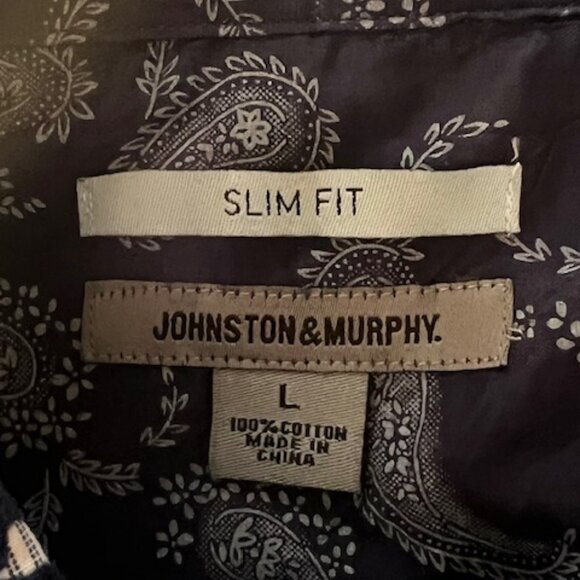 SLIM FIT
JOHNSTON&MURPHY.
L
100% COTTON
MADE IN
CHINA